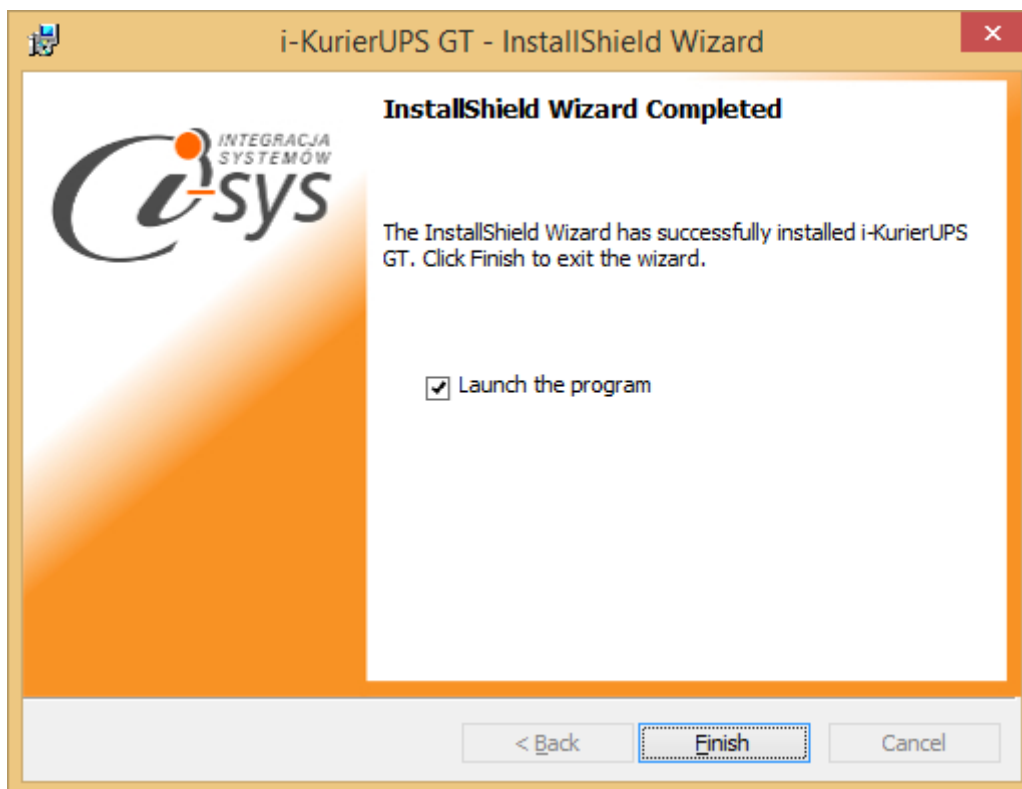 i-KurierUPS GT - InstallShield Wizard
InstallShield Wizard Completed
INTEGRACJA
SYSTEMÓW
i-sys
The InstallShield Wizard has successfully installed i-KurierUPS
GT. Click Finish to exit the wizard.
Launch the program
< Back
Finish
Cancel